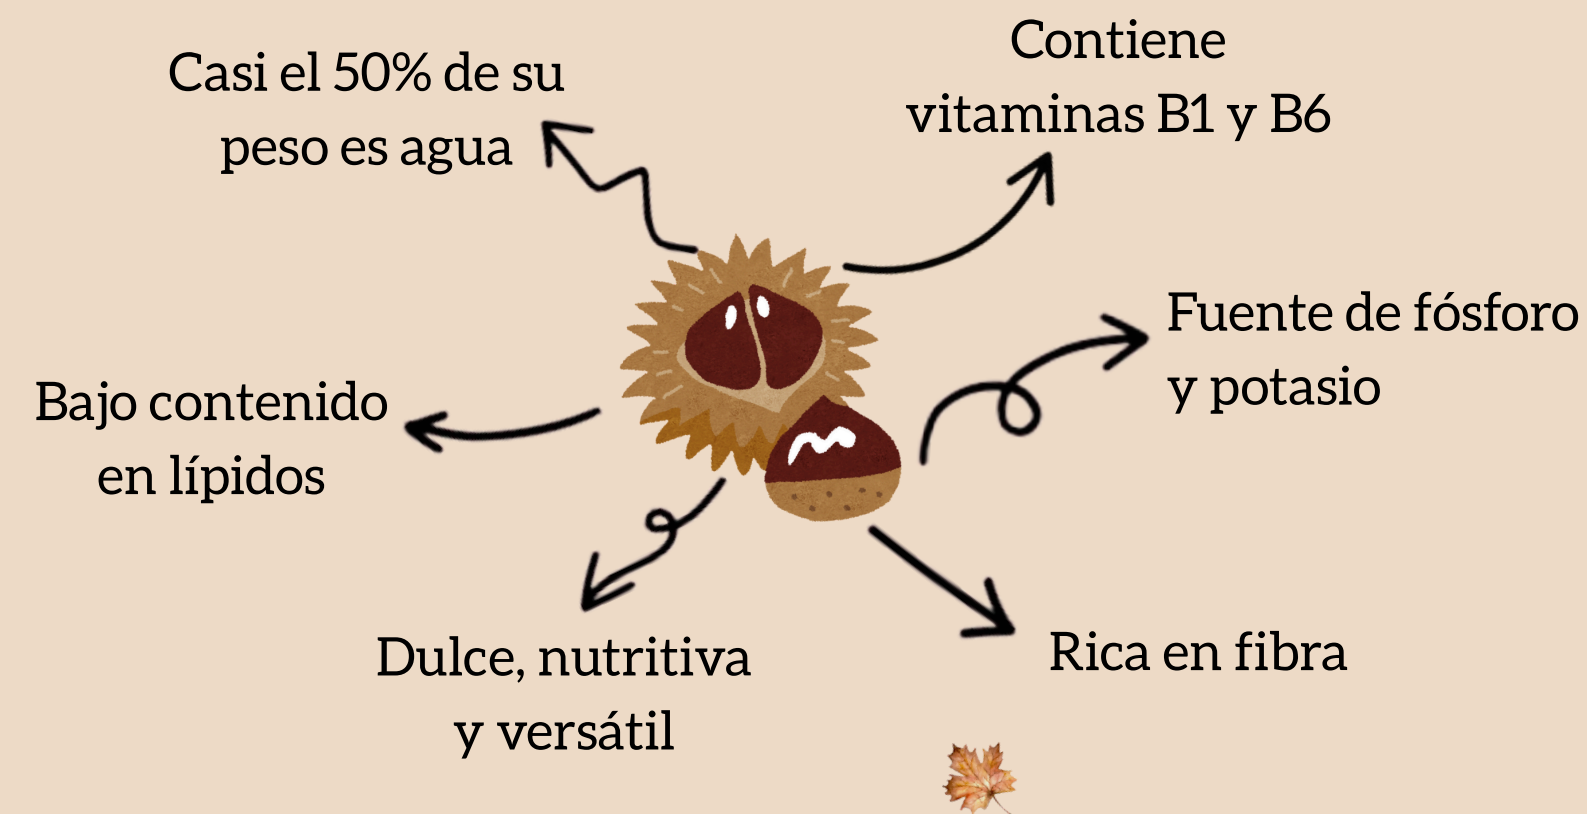 Casi el 50% de su
peso es agua
Contiene
vitaminas B1 y B6
Fuente de fósforo
y potasio
Bajo contenido
en lípidos
Dulce, nutritiva
y versátil
Rica en fibra